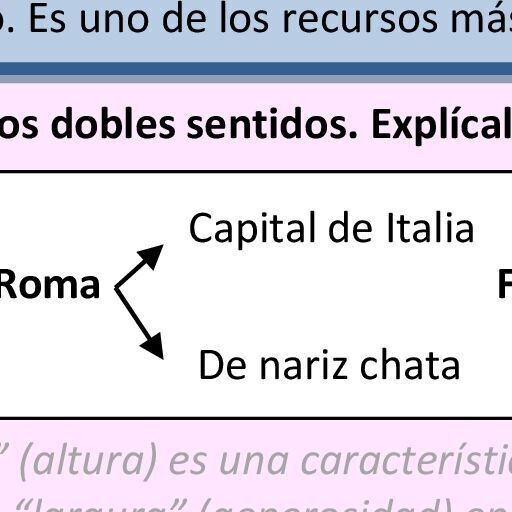 . Es uno de los recursos más
os dobles sentidos. Explícal
Capital de Italia
Roma
De nariz chata
” (altura) es una característi
“largura” (generosidad) en